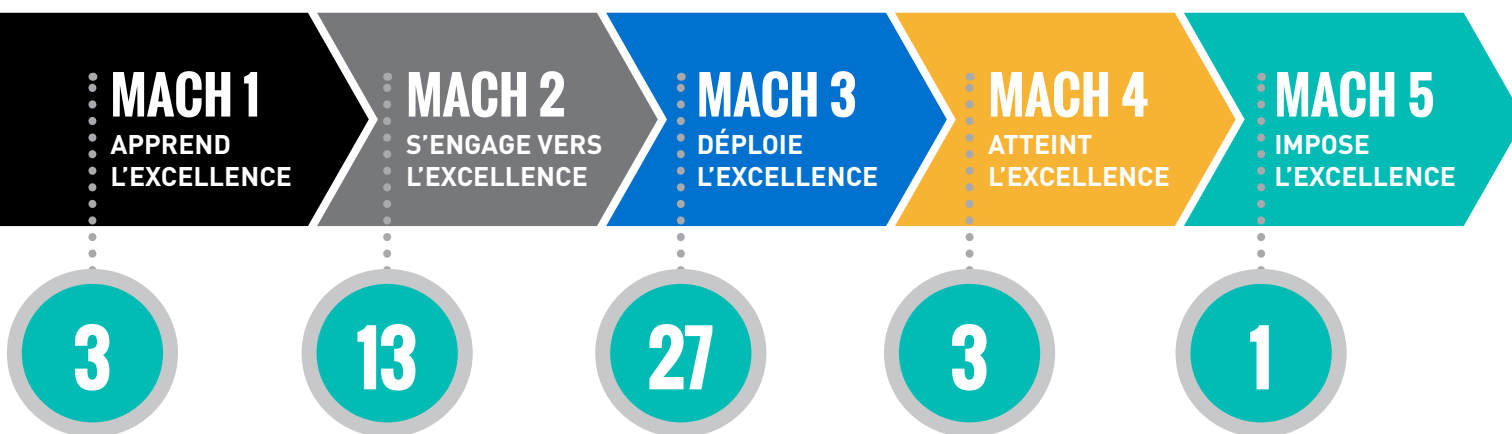 MACH 1
APPREND
L’EXCELLENCE
MACH 2
S’ENGAGE VERS
L’EXCELLENCE
MACH 3
DÉPLOIE
L’EXCELLENCE
MACH 4
ATTEINT
L’EXCELLENCE
MACH 5
IMPOSE
L’EXCELLENCE
3
13
27
3
1